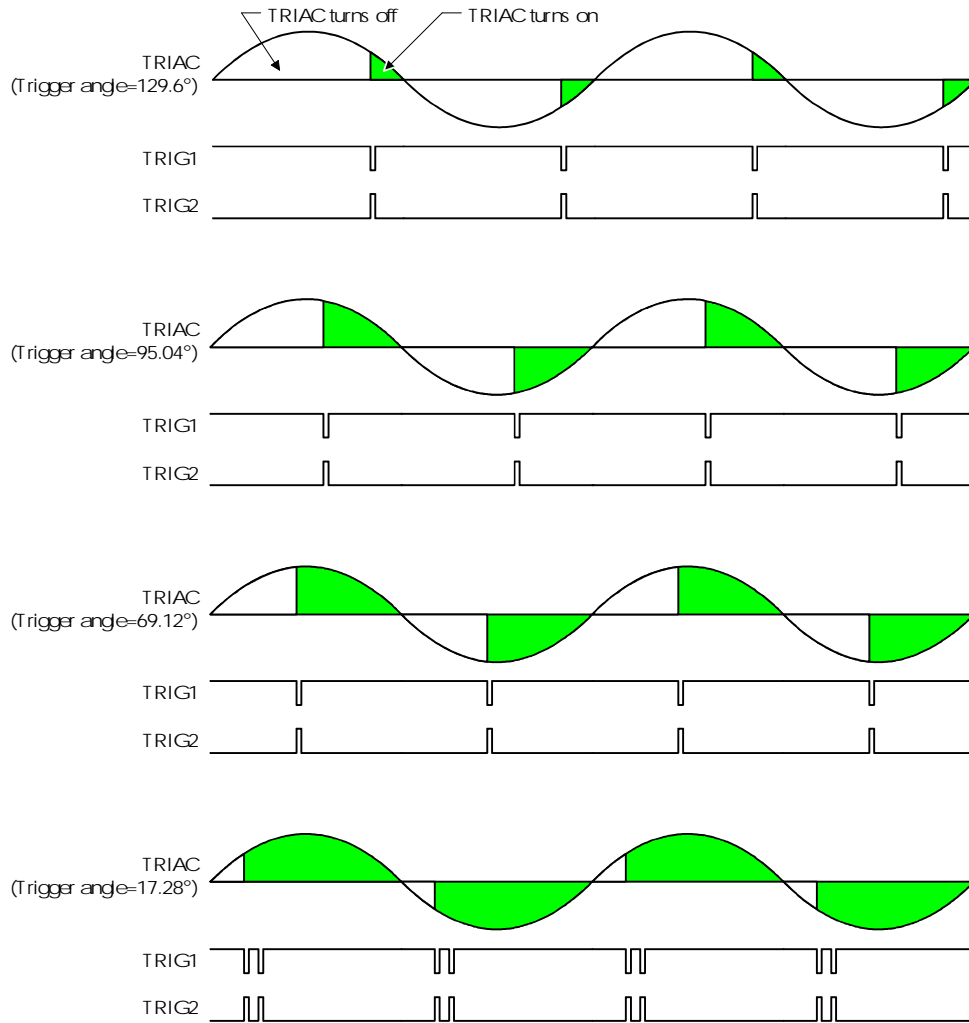 TRIAC turns off
TRIAC turns on
TRIAC
(Trigger angle=129.6°)
TRIG1
TRIG2
TRIAC
(Trigger angle=95.04°)
TRIG1
TRIG2
TRIAC
(Trigger angle=69.12°)
TRIG1
TRIG2
TRIAC
(Trigger angle=17.28°)
TRIG1
TRIG2